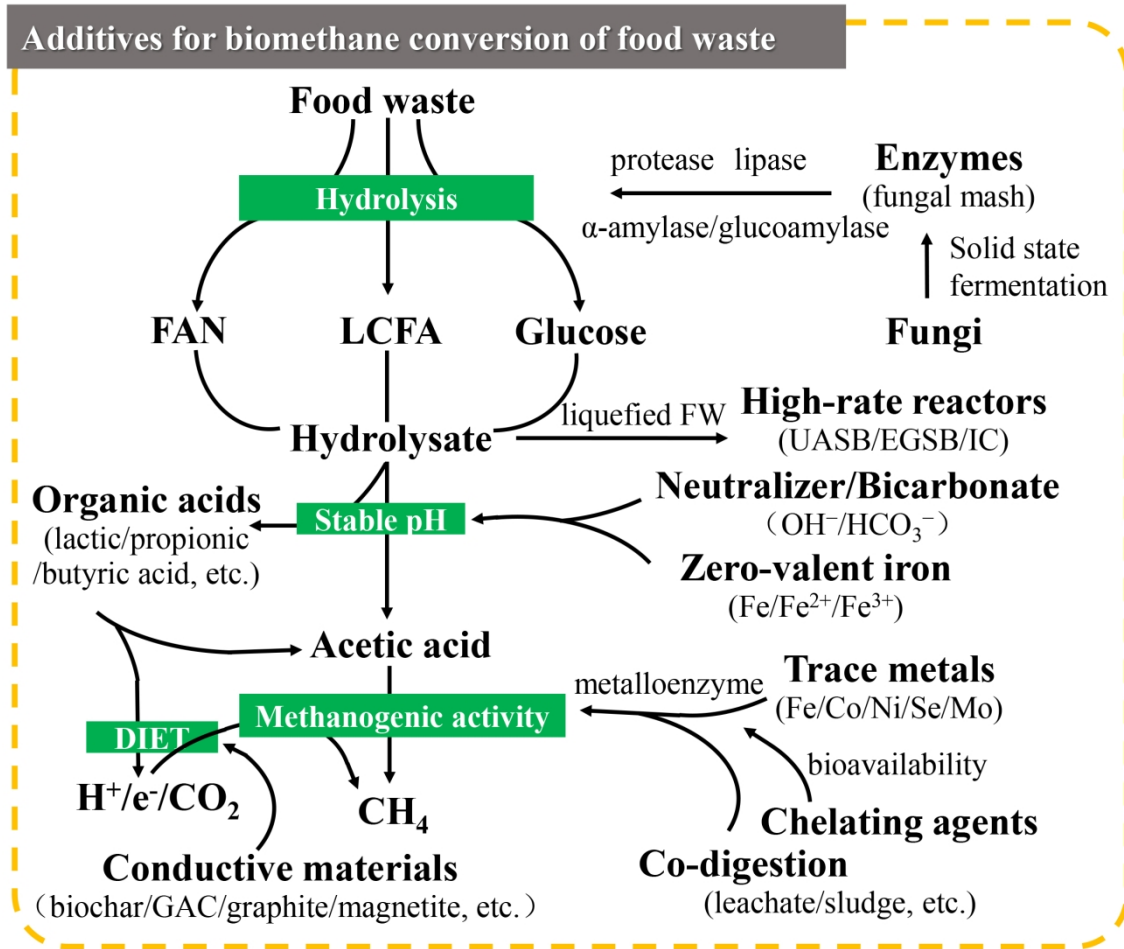 Additives for biomethane conversion of food waste
Food waste
Hydrolysis
protease lipase
α-amylase/glucoamylase
Enzymes
(fungal mash)
Solid state
fermentation
Fungi
FAN
LCFA
Glucose
Hydrolysate
liquefied FW
High-rate reactors
(UASB/EGSB/IC)
Organic acids
(lactic/propionic
/butyric acid, etc.)
Stable pH
Neutralizer/Bicarbonate
(OH⁻/HCO₃⁻)
Zero-valent iron
(Fe/Fe²⁺/Fe³⁺)
Acetic acid
metalloenzyme
Trace metals
(Fe/Co/Ni/Se/Mo)
Methanogenic activity
DIET
bioavailability
H⁺/e⁻/CO₂
CH₄
Chelating agents
Co-digestion
(leachate/sludge, etc.)
Conductive materials
(biochar/GAC/graphite/magnetite, etc.)